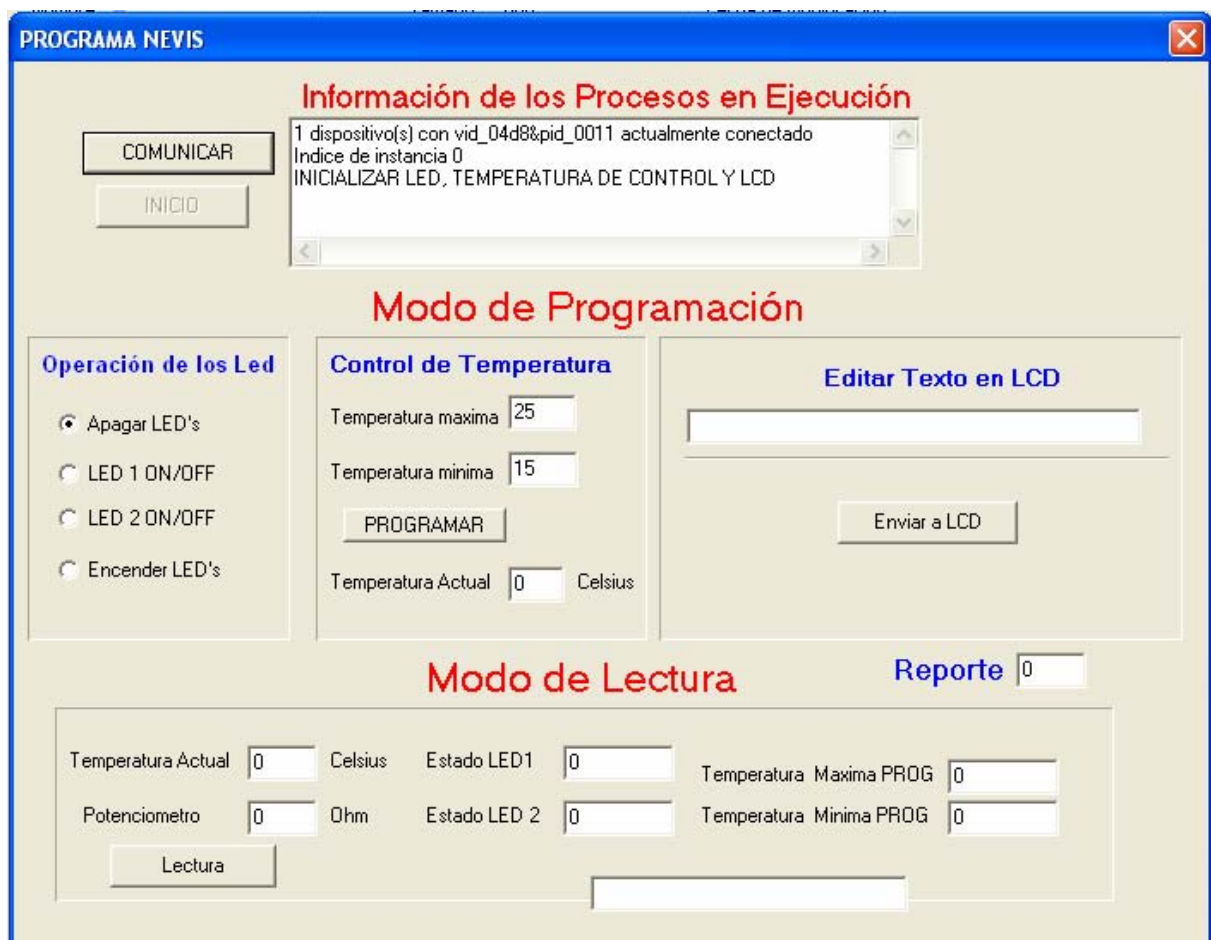 PROGRAMA NEVIS
Información de los Procesos en Ejecución
COMUNICAR
INICIO
1 dispositivo(s) con vid_04d8&pid_0011 actualmente conectado
Indice de instancia 0
INICIALIZAR LED, TEMPERATURA DE CONTROL Y LCD
Modo de Programación
Operación de los Led
Apagar LED's
LED 1 ON/OFF
LED 2 ON/OFF
Encender LED's
Control de Temperatura
Temperatura maxima 25
Temperatura minima 15
PROGRAMAR
Temperatura Actual 0 Celsius
Editar Texto en LCD
Enviar a LCD
Modo de Lectura
Reporte 0
Temperatura Actual 0 Celsius
Potenciometro 0 Ohm
Lectura
Estado LED1 0
Estado LED 2 0
Temperatura Maxima PROG 0
Temperatura Minima PROG 0